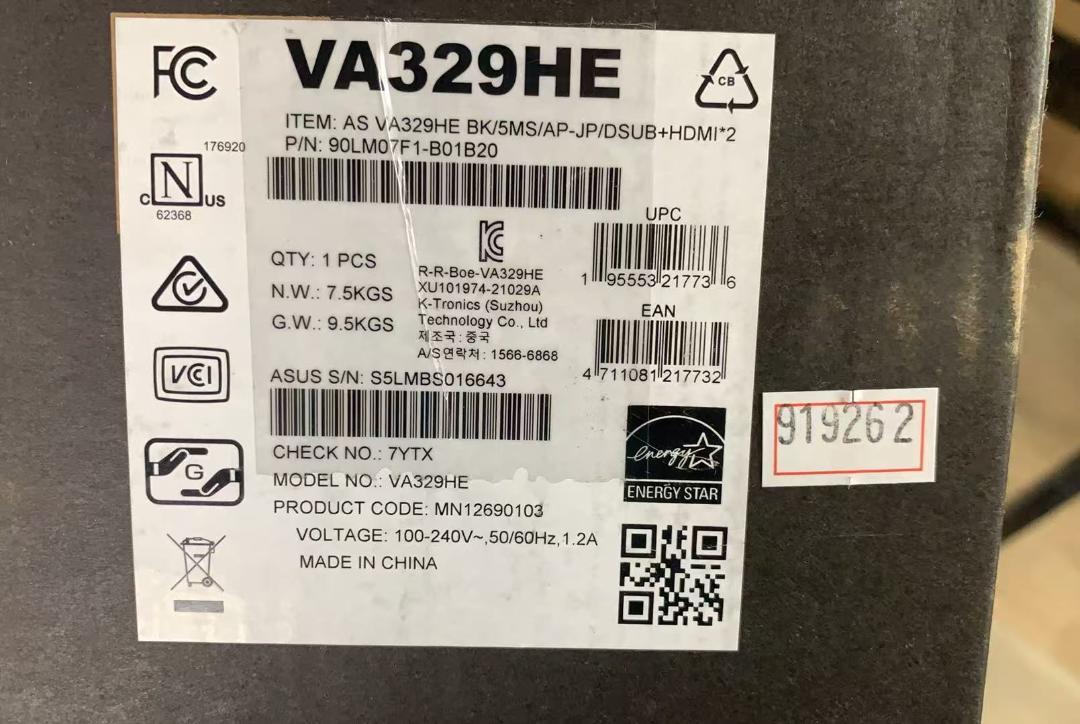 FC
VA329HE
CB
ITEM: AS VA329HE BK/5MS/AP-JP/DSUB+HDMI*2
P/N: 90LM07F1-B01B20
176920
N
C US
62368
UPC
1 95553 21773 6
QTY: 1 PCS
N.W.: 7.5KGS
G.W.: 9.5KGS
R-R-Boe-VA329HE
XU101974-21029A
K-Tronics (Suzhou)
Technology Co., Ltd
제조국 : 중국
A/S연락처 : 1566-6868
EAN
4 711081 217732
VCCI
ASUS S/N: S5LMBS016643
919262
CHECK NO.: 7YTX
G
energy
ENERGY STAR
MODEL NO.: VA329HE
PRODUCT CODE: MN12690103
VOLTAGE: 100-240V~,50/60Hz,1.2A
MADE IN CHINA